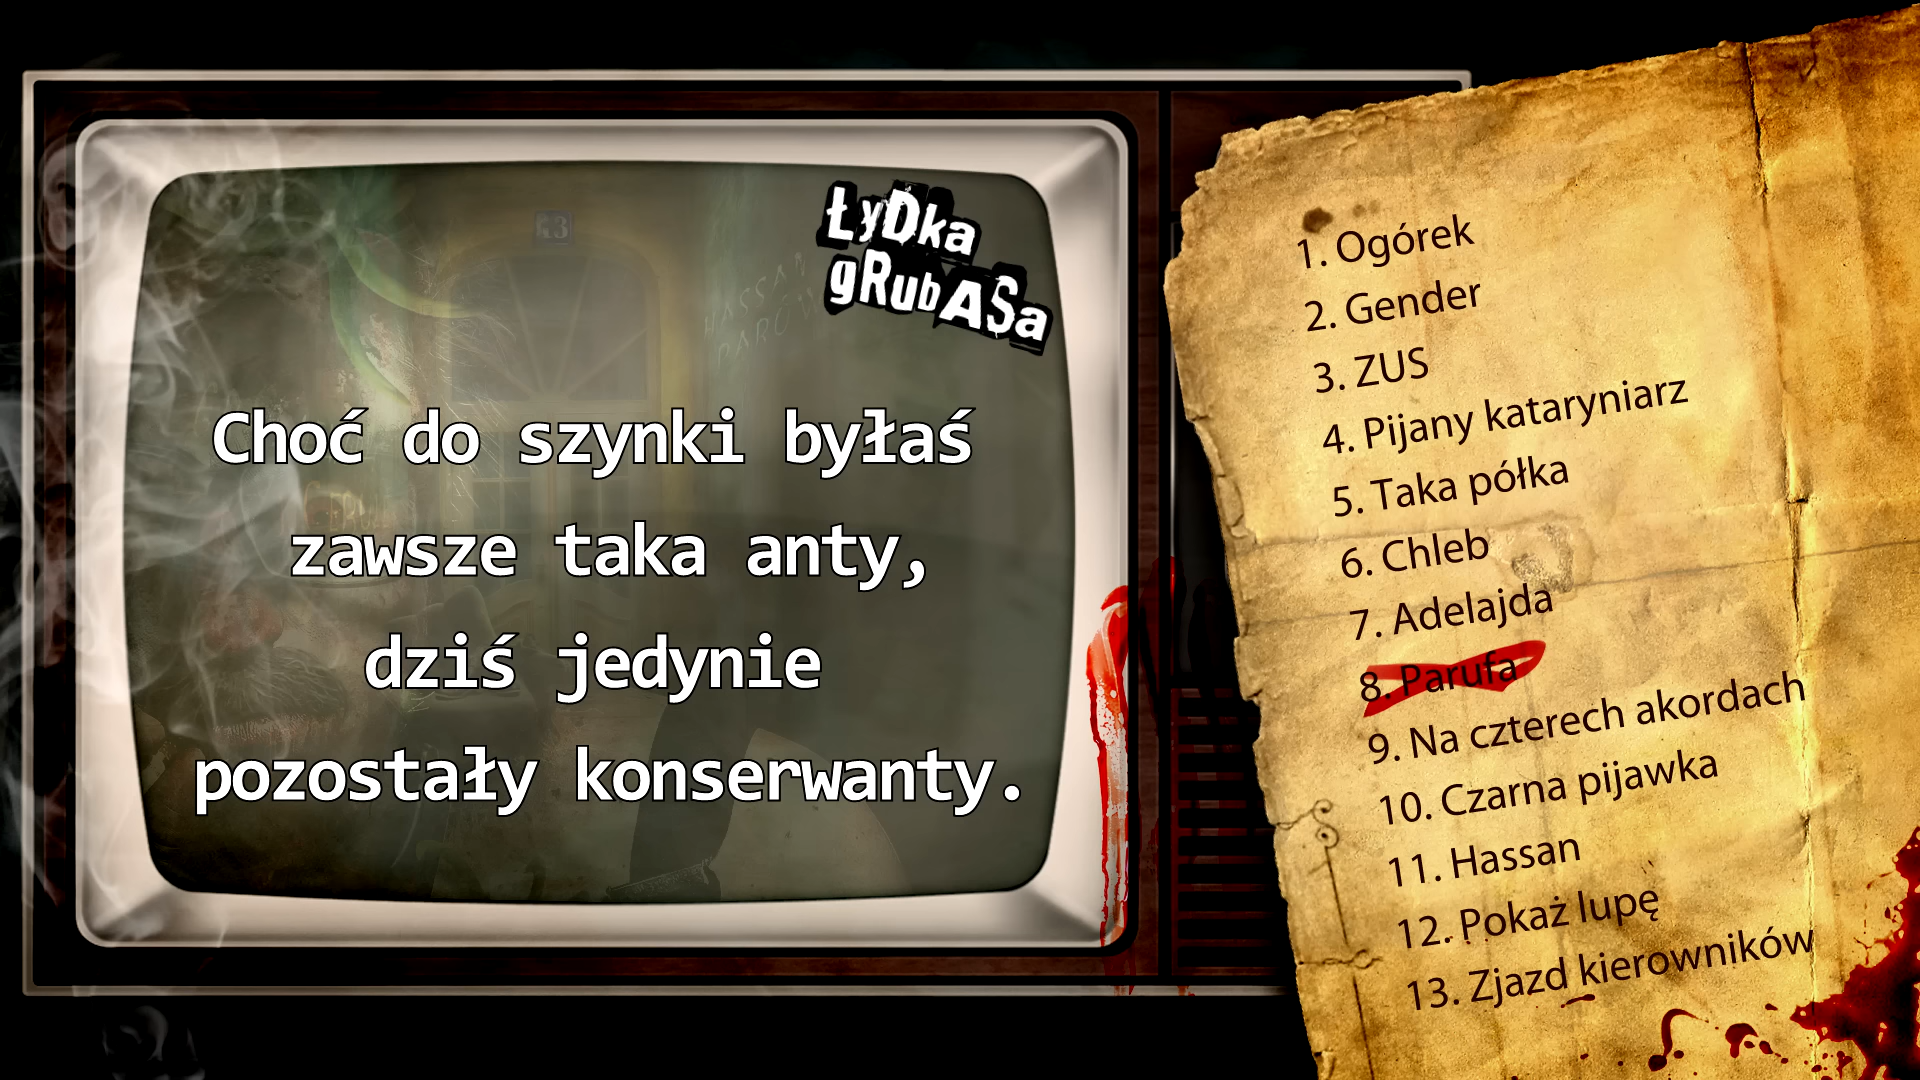 ŁyDka
gRubASa
Choć do szynki byłaś
zawsze taka anty,
dziś jedynie
pozostały konserwanty.
1. Ogórek
2. Gender
3. ZUS
4. Pijany kataryniarz
5. Taka półka
6. Chleb
7. Adelajda
8. Parufa
9. Na czterech akordach
10. Czarna pijawka
11. Hassan
12. Pokaż lupę
13. Zjazd kierowników